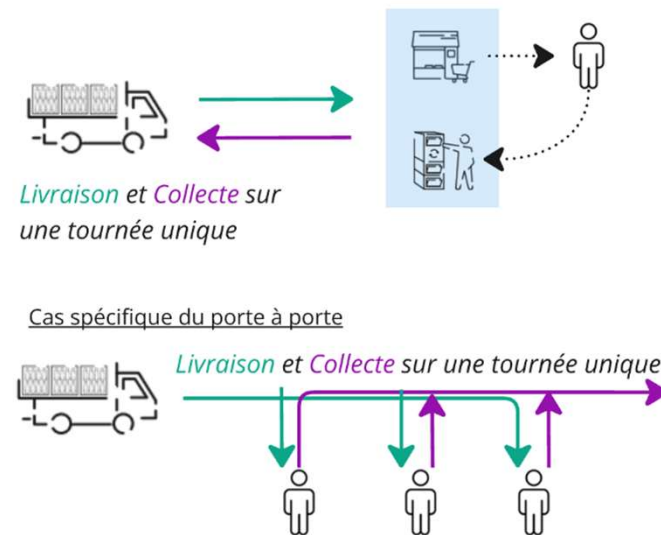 Livraison et Collecte sur
une tournée unique
Cas spécifique du porte à porte
Livraison et Collecte sur une tournée unique